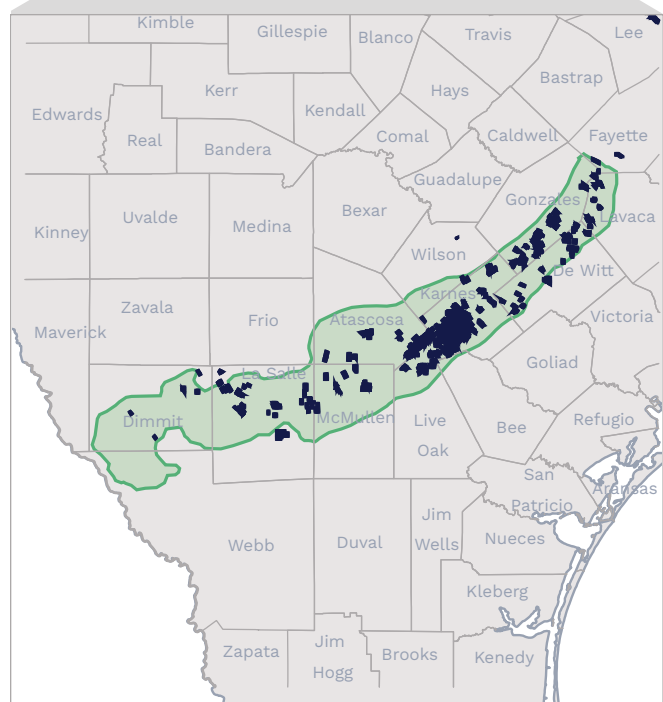 Kimble
Gillespie
Blanco
Travis
Lee
Bastrap
Edwards
Kerr
Kendall
Hays
Real
Bandera
Comal
Caldwell
Fayette
Guadalupe
Gonzales
Kinney
Uvalde
Medina
Bexar
Lavaca
Wilson
De Witt
Zavala
Frio
Atascosa
Karnes
Victoria
Maverick
La Salle
Goliad
Dimmit
McMullen
Live
Oak
Bee
Refugio
San
Patricio
Aransas
Webb
Duval
Jim
Wells
Nueces
Kleberg
Zapata
Jim
Hogg
Brooks
Kenedy